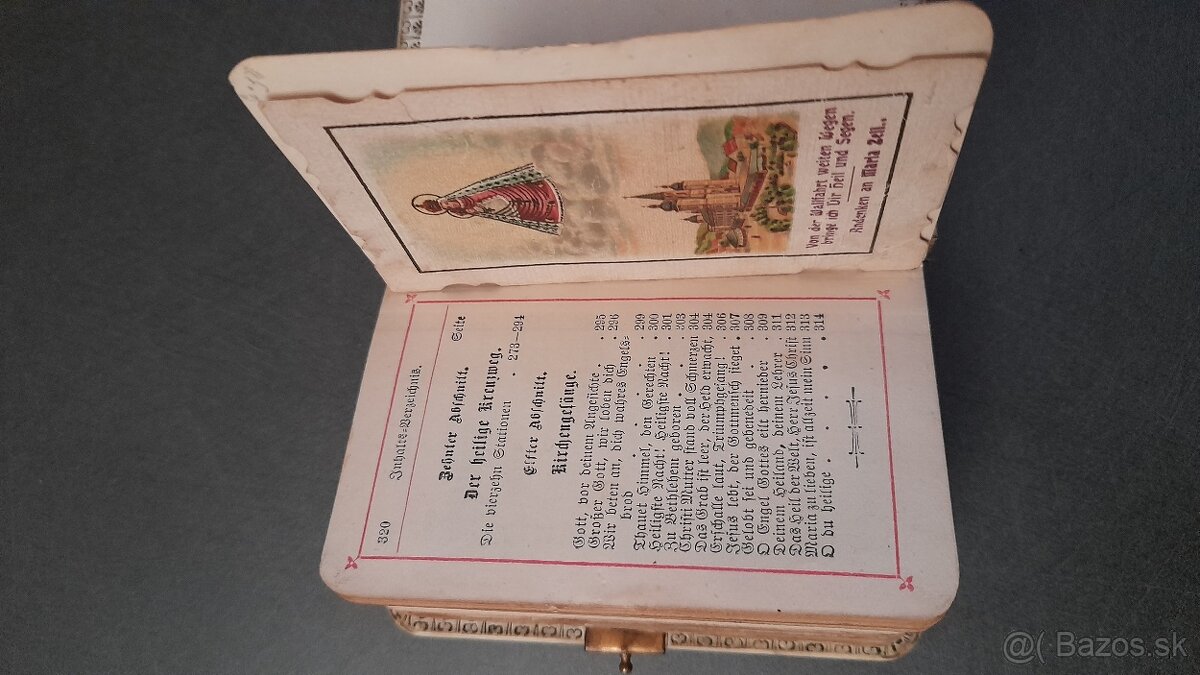 320 Inhalts=Verzeichnis.
Seite
Zehnter Abschnitt.
Der heilige Kreuzweg.
Die vierzehn Stationen . 273—294
Elfter Abschnitt.
Kirchengesänge.
Gott, vor deinem Angesichte . 295
Großer Gott, wir loben dich . 296
Wir beten an, dich wahres Engels=
brod . . . . 299
Thauet Himmel, den Gerechten . 300
Heiligste Nacht! Heiligste Nacht! . 301
Zu Bethlehem geboren . . 303
Christi Mutter stand voll Schmerzen 304
Das Grab ist leer, der Held erwacht, 304
Erschalle laut, Triumphgesang! . 306
Jesus lebt, der Gottmensch sieget . 307
Gelobt sei und gebenedeit . 308
O Engel Gottes eilt hernieder . 309
Deinem Heiland, deinem Lehrer . 311
Das Heil der Welt, Herr Jesus Christ 312
Maria zu lieben, ist allzeit mein Sinn 313
O du heilige . . . . 314
Von der Wallfahrt weiten Wegen
bringe ich Dir Heil und Segen.
Andenken an Maria Zell.
@( Bazos.sk